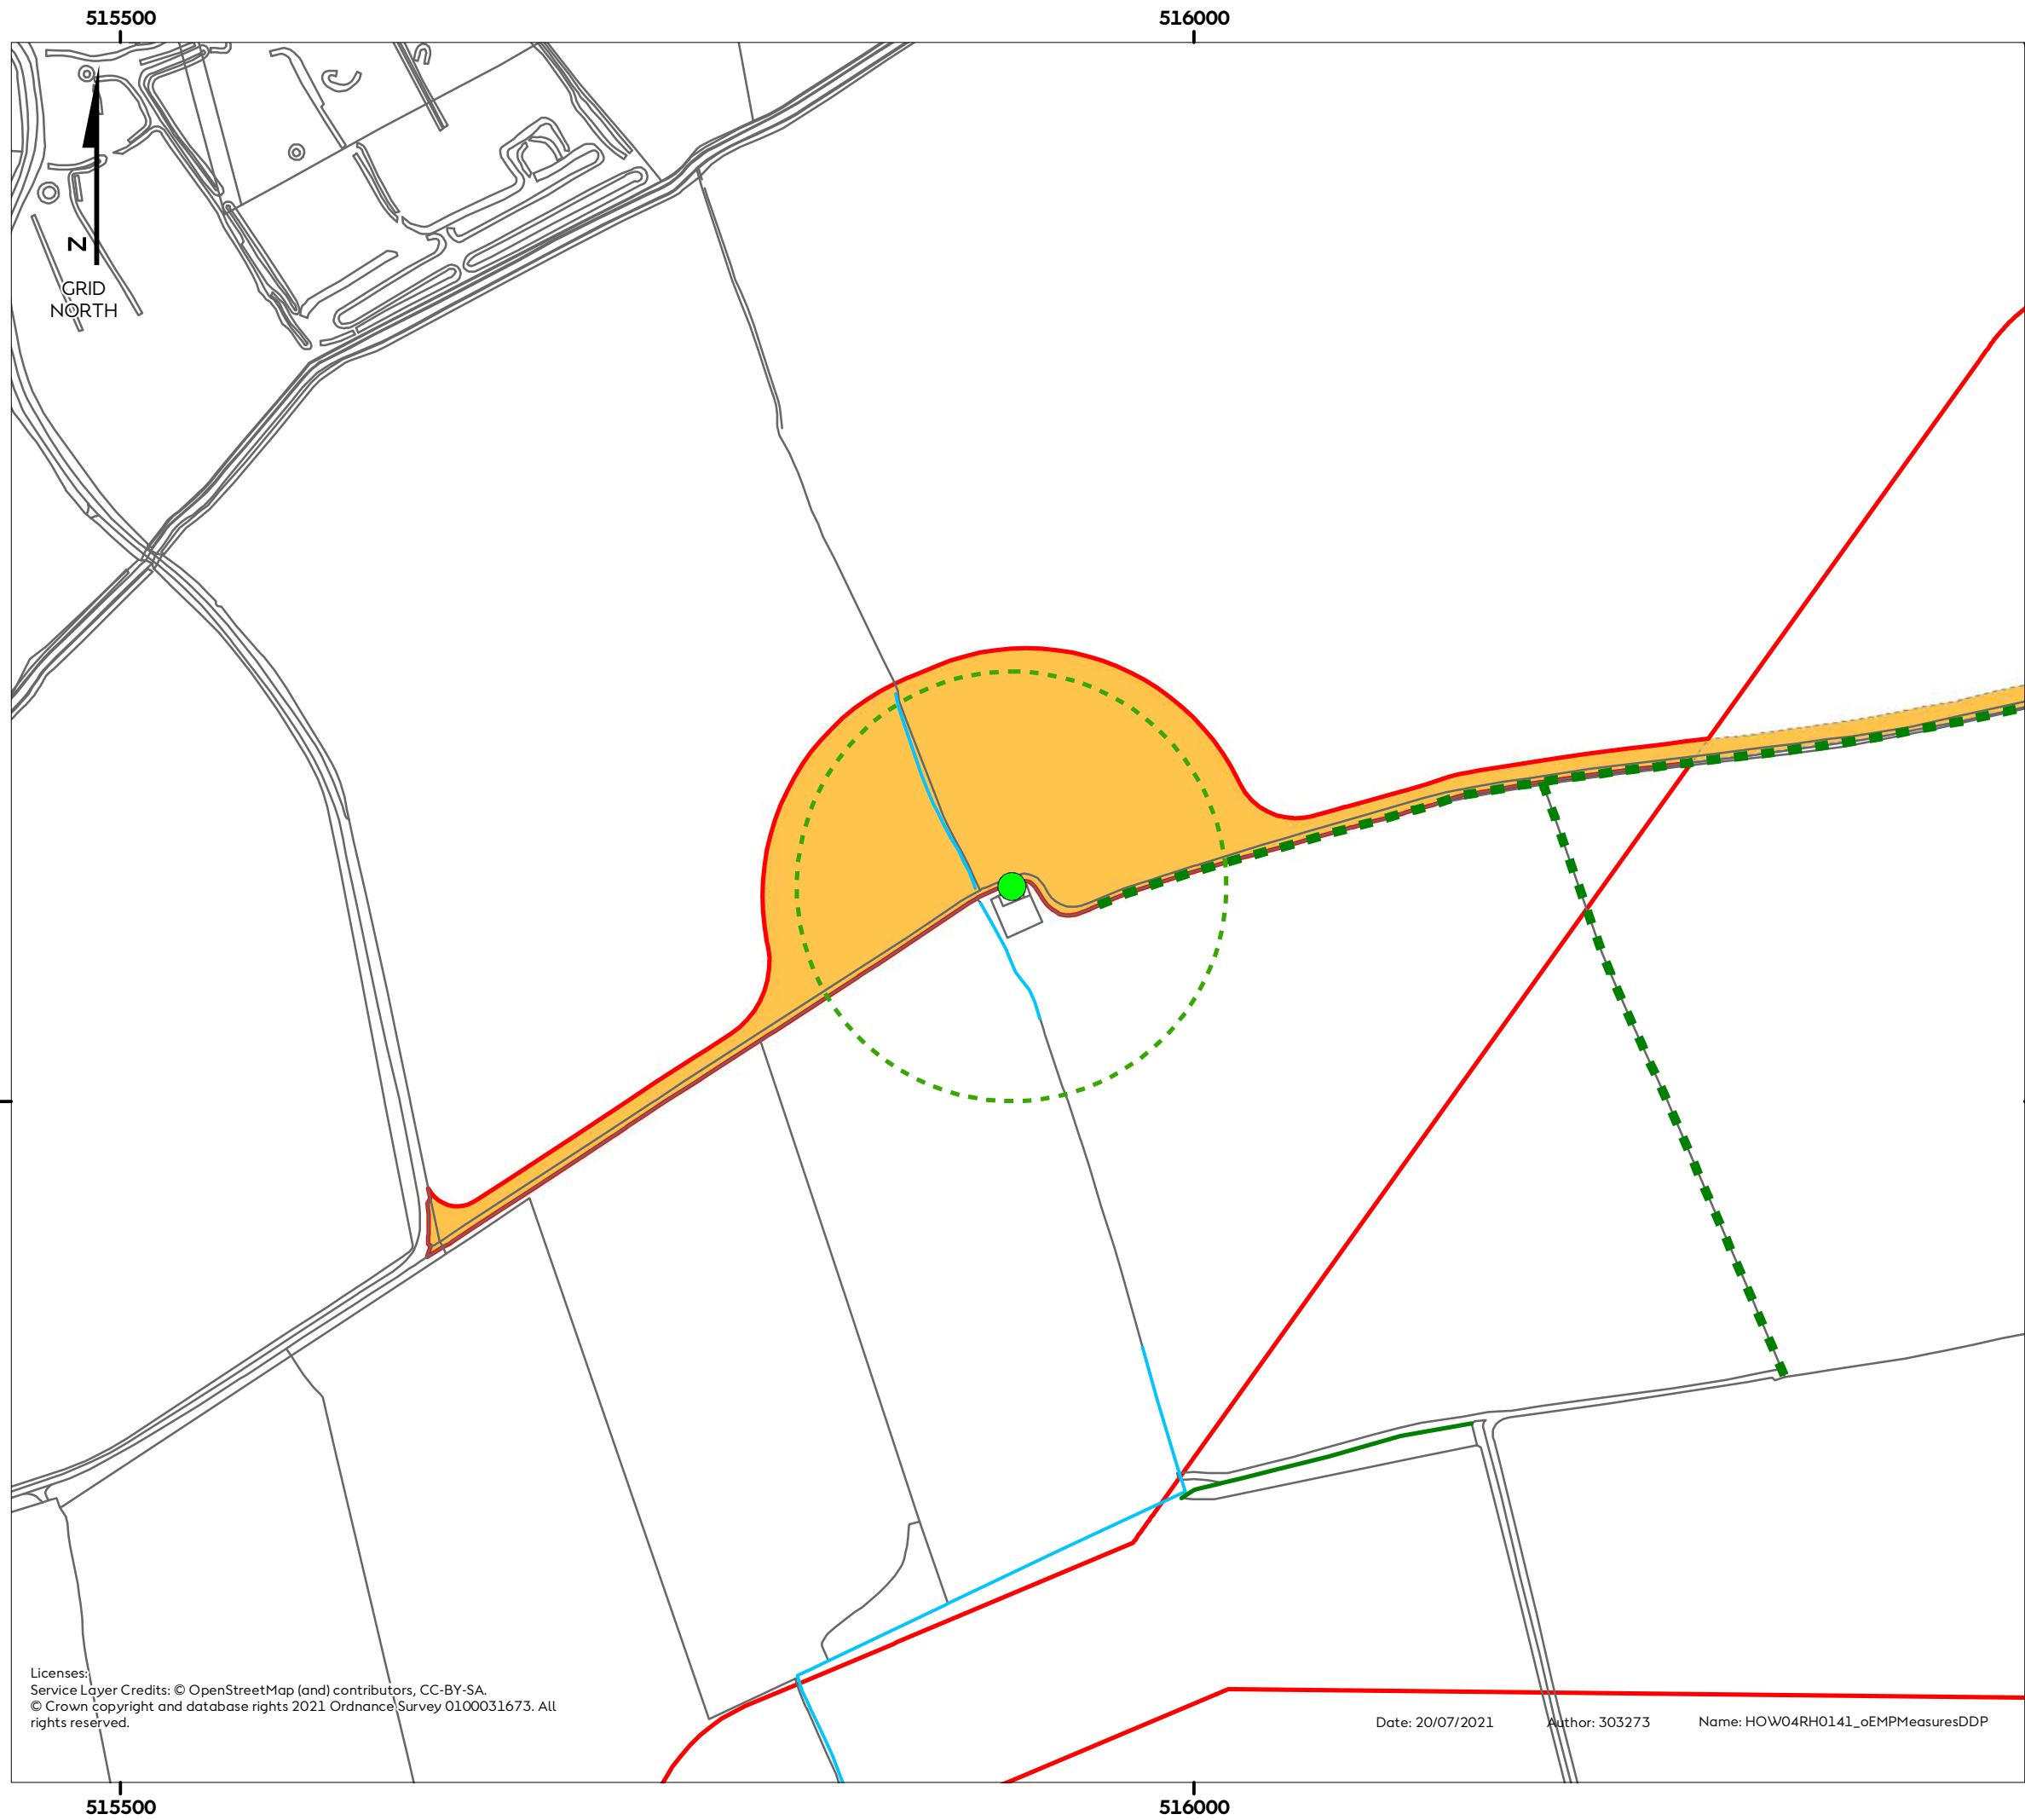 515500
516000
N
GRID
NORTH
Licenses:
Service Layer Credits: © OpenStreetMap (and) contributors, CC-BY-SA.
© Crown copyright and database rights 2021 Ordnance Survey 0100031673. All
rights reserved.
Date: 20/07/2021 Author: 303273 Name: HOW04RH0141_oEMPMeasuresDDP
515500
516000